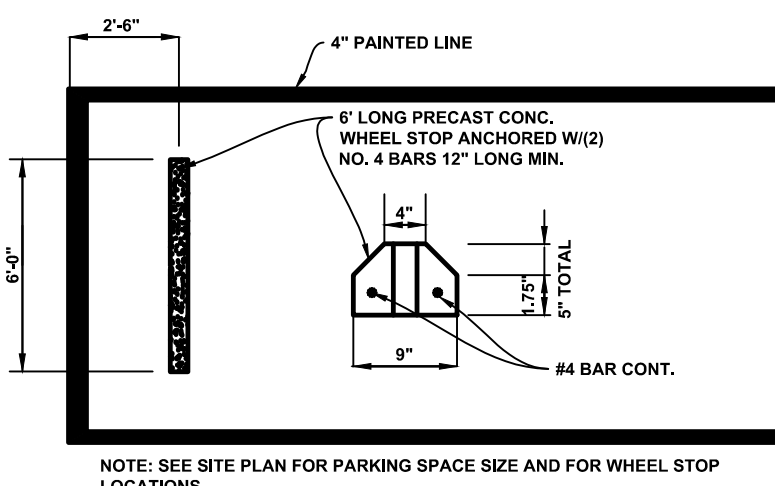 2'-6"
4" PAINTED LINE
6' LONG PRECAST CONC.
WHEEL STOP ANCHORED W/(2)
NO. 4 BARS 12" LONG MIN.
4"
6'-0"
1.75"
5" TOTAL
9"
#4 BAR CONT.
NOTE: SEE SITE PLAN FOR PARKING SPACE SIZE AND FOR WHEEL STOP
LOCATIONS